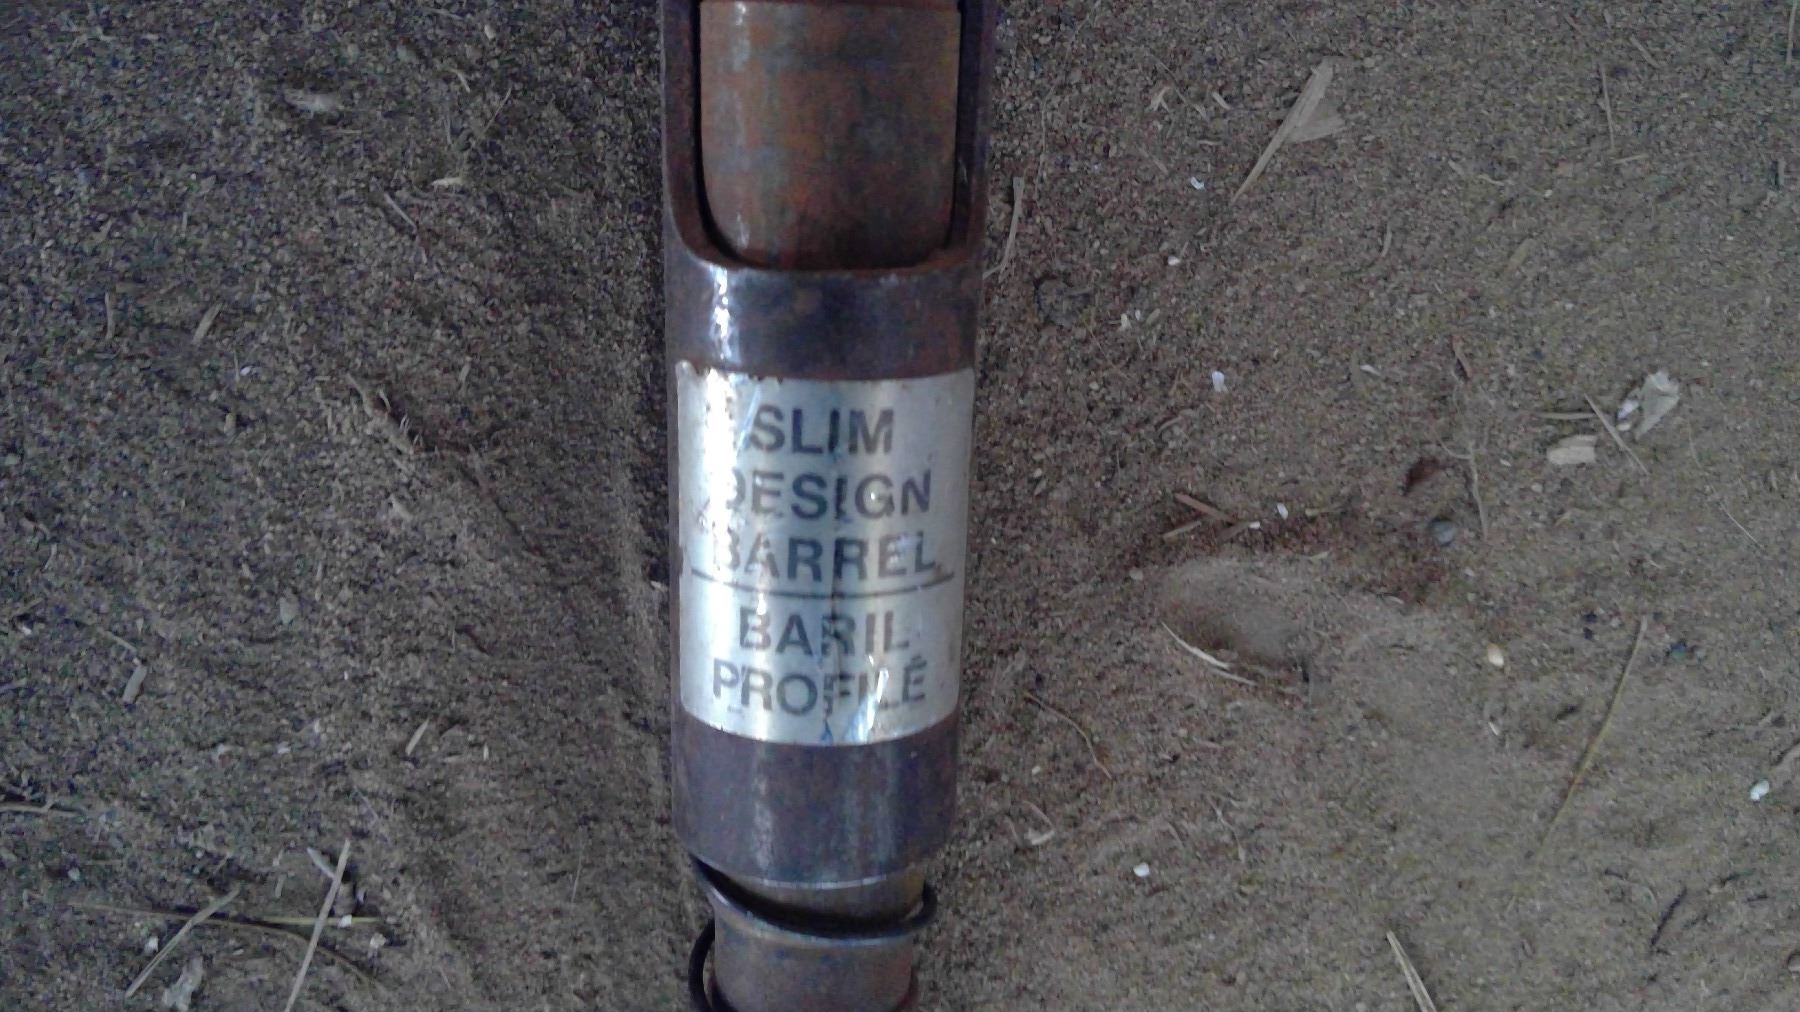 SLIM
DESIGN
BARREL
BARIL
PROFILÉ